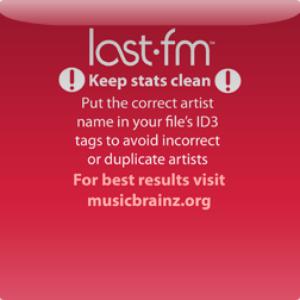 last.fm™
! Keep stats clean !
Put the correct artist
name in your file's ID3
tags to avoid incorrect
or duplicate artists
For best results visit
musicbrainz.org